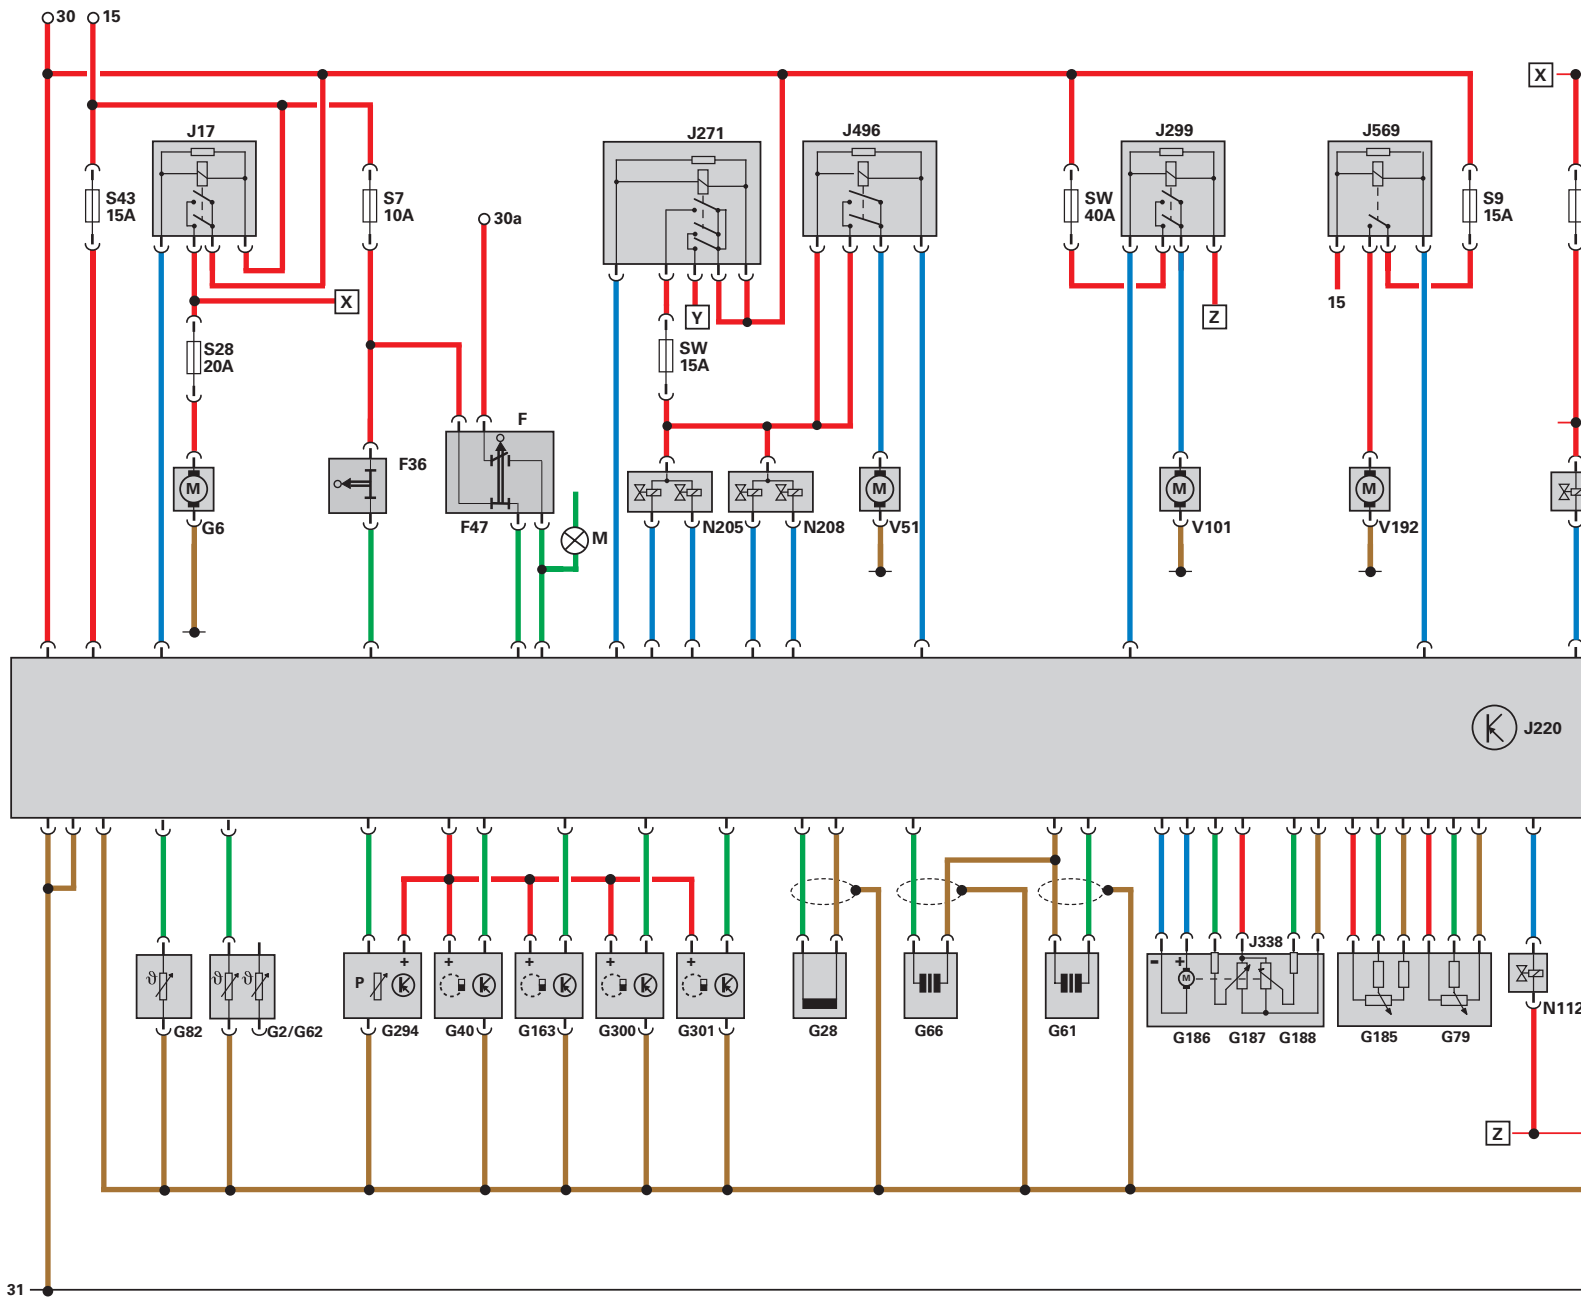 30 15
X
J17 J271 J496 J299 J569
S43
15A
S7
10A
SW
40A
S9
15A
30a
X Y Z 15
S28
20A
SW
15A
F
F36
M M M M
G6 F47 M N205 N208 V51 V101 V192
J220
J338
ϑ ϑ ϑ P + + + + + - + M
G82 G2/G62 G294 G40 G163 G300 G301 G28 G66 G61 G186 G187 G188 G185 G79 N112
Z
31